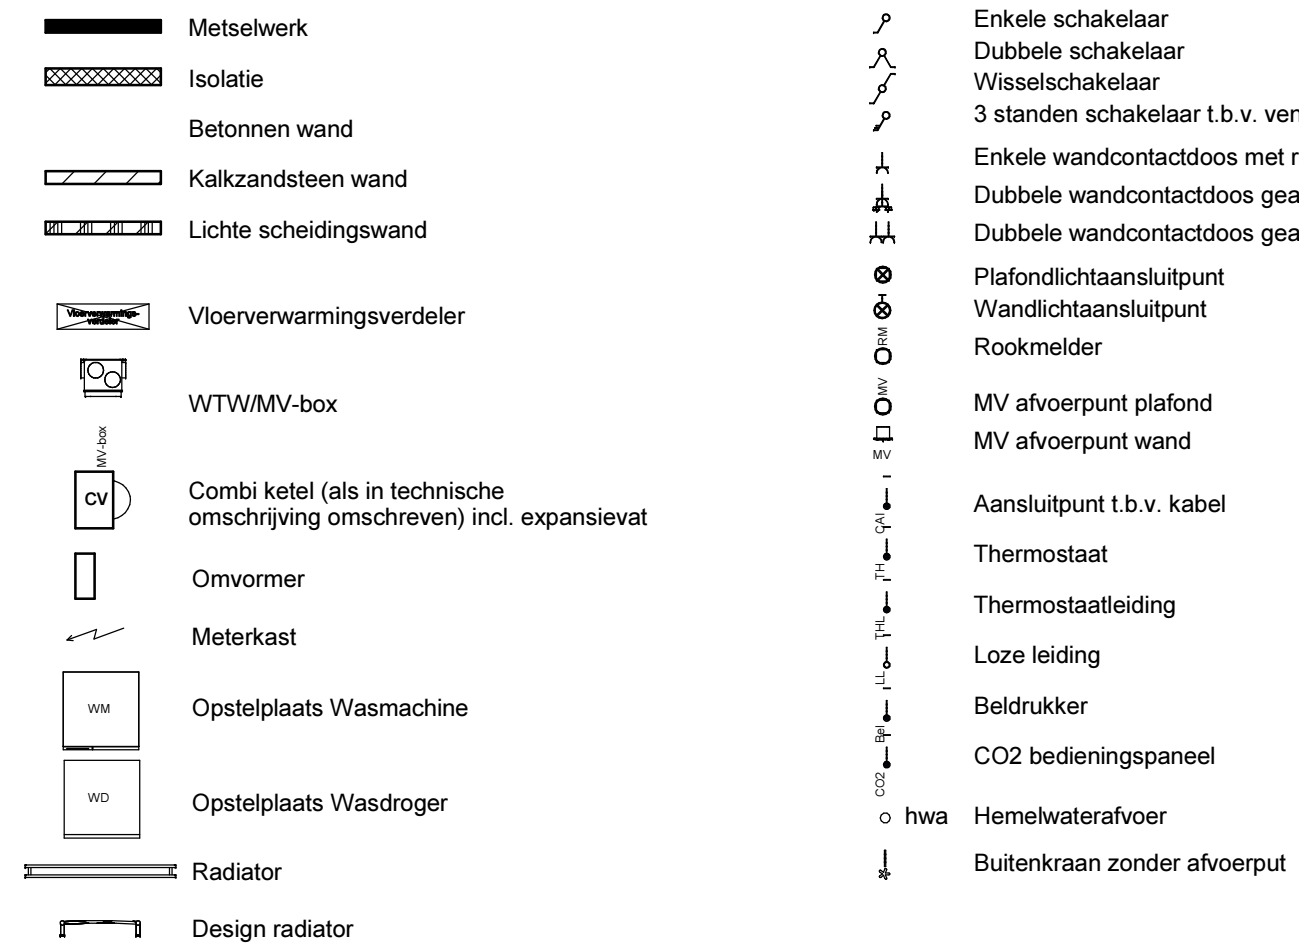 Metselwerk
Isolatie
Betonnen wand
Kalkzandsteen wand
Lichte scheidingswand
Vloerverwarmings-
verdeler
Vloerverwarmingsverdeler
WTW/MV-box
MV-box
CV
Combi ketel (als in technische
omschrijving omschreven) incl. expansievat
Omvormer
Meterkast
WM
Opstelplaats Wasmachine
WD
Opstelplaats Wasdroger
Radiator
Design radiator
Enkele schakelaar
Dubbele schakelaar
Wisselschakelaar
3 standen schakelaar t.b.v. ven
Enkele wandcontactdoos met r
Dubbele wandcontactdoos gea
Dubbele wandcontactdoos gea
Plafondlichtaansluitpunt
Wandlichtaansluitpunt
RM
Rookmelder
MV
MV afvoerpunt plafond
MV afvoerpunt wand
MV
Aansluitpunt t.b.v. kabel
CAI
Thermostaat
TH
Thermostaatleiding
THL
Loze leiding
LL
Beldrukker
Bel
CO2 bedieningspaneel
CO2
hwa Hemelwaterafvoer
Buitenkraan zonder afvoerput